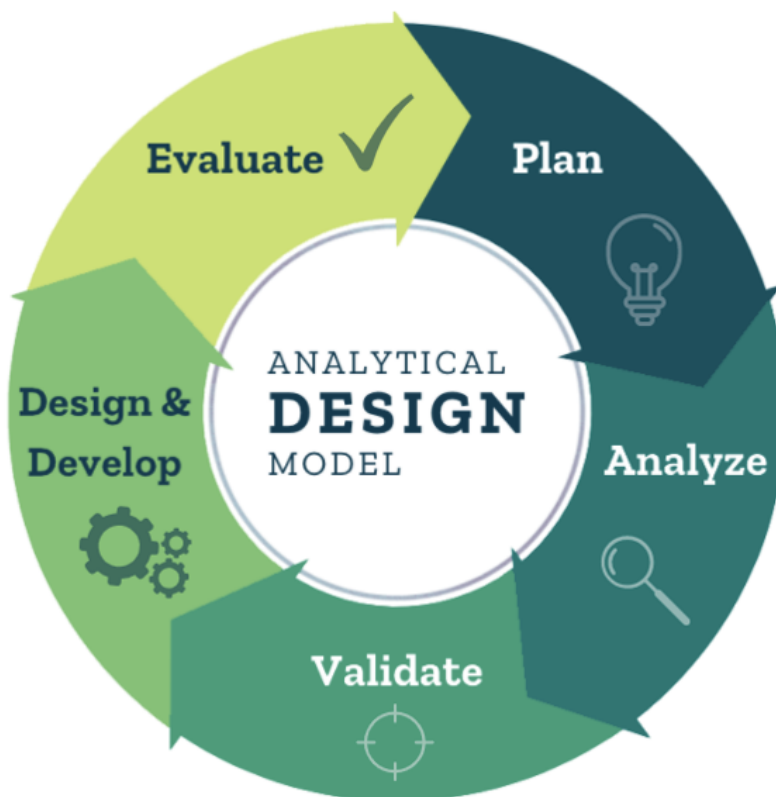 Evaluate
Plan
ANALYTICAL
DESIGN
MODEL
Design &
Develop
Analyze
Validate